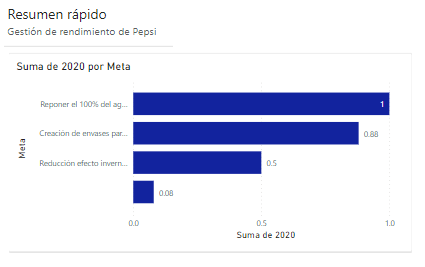 Resumen rápido
Gestión de rendimiento de Pepsi
Suma de 2020 por Meta
Meta
Reponer el 100% del ag...
1
Creación de envases par...
0.88
Reducción efecto invern...
0.5
0.08
0.0
0.5
1.0
Suma de 2020